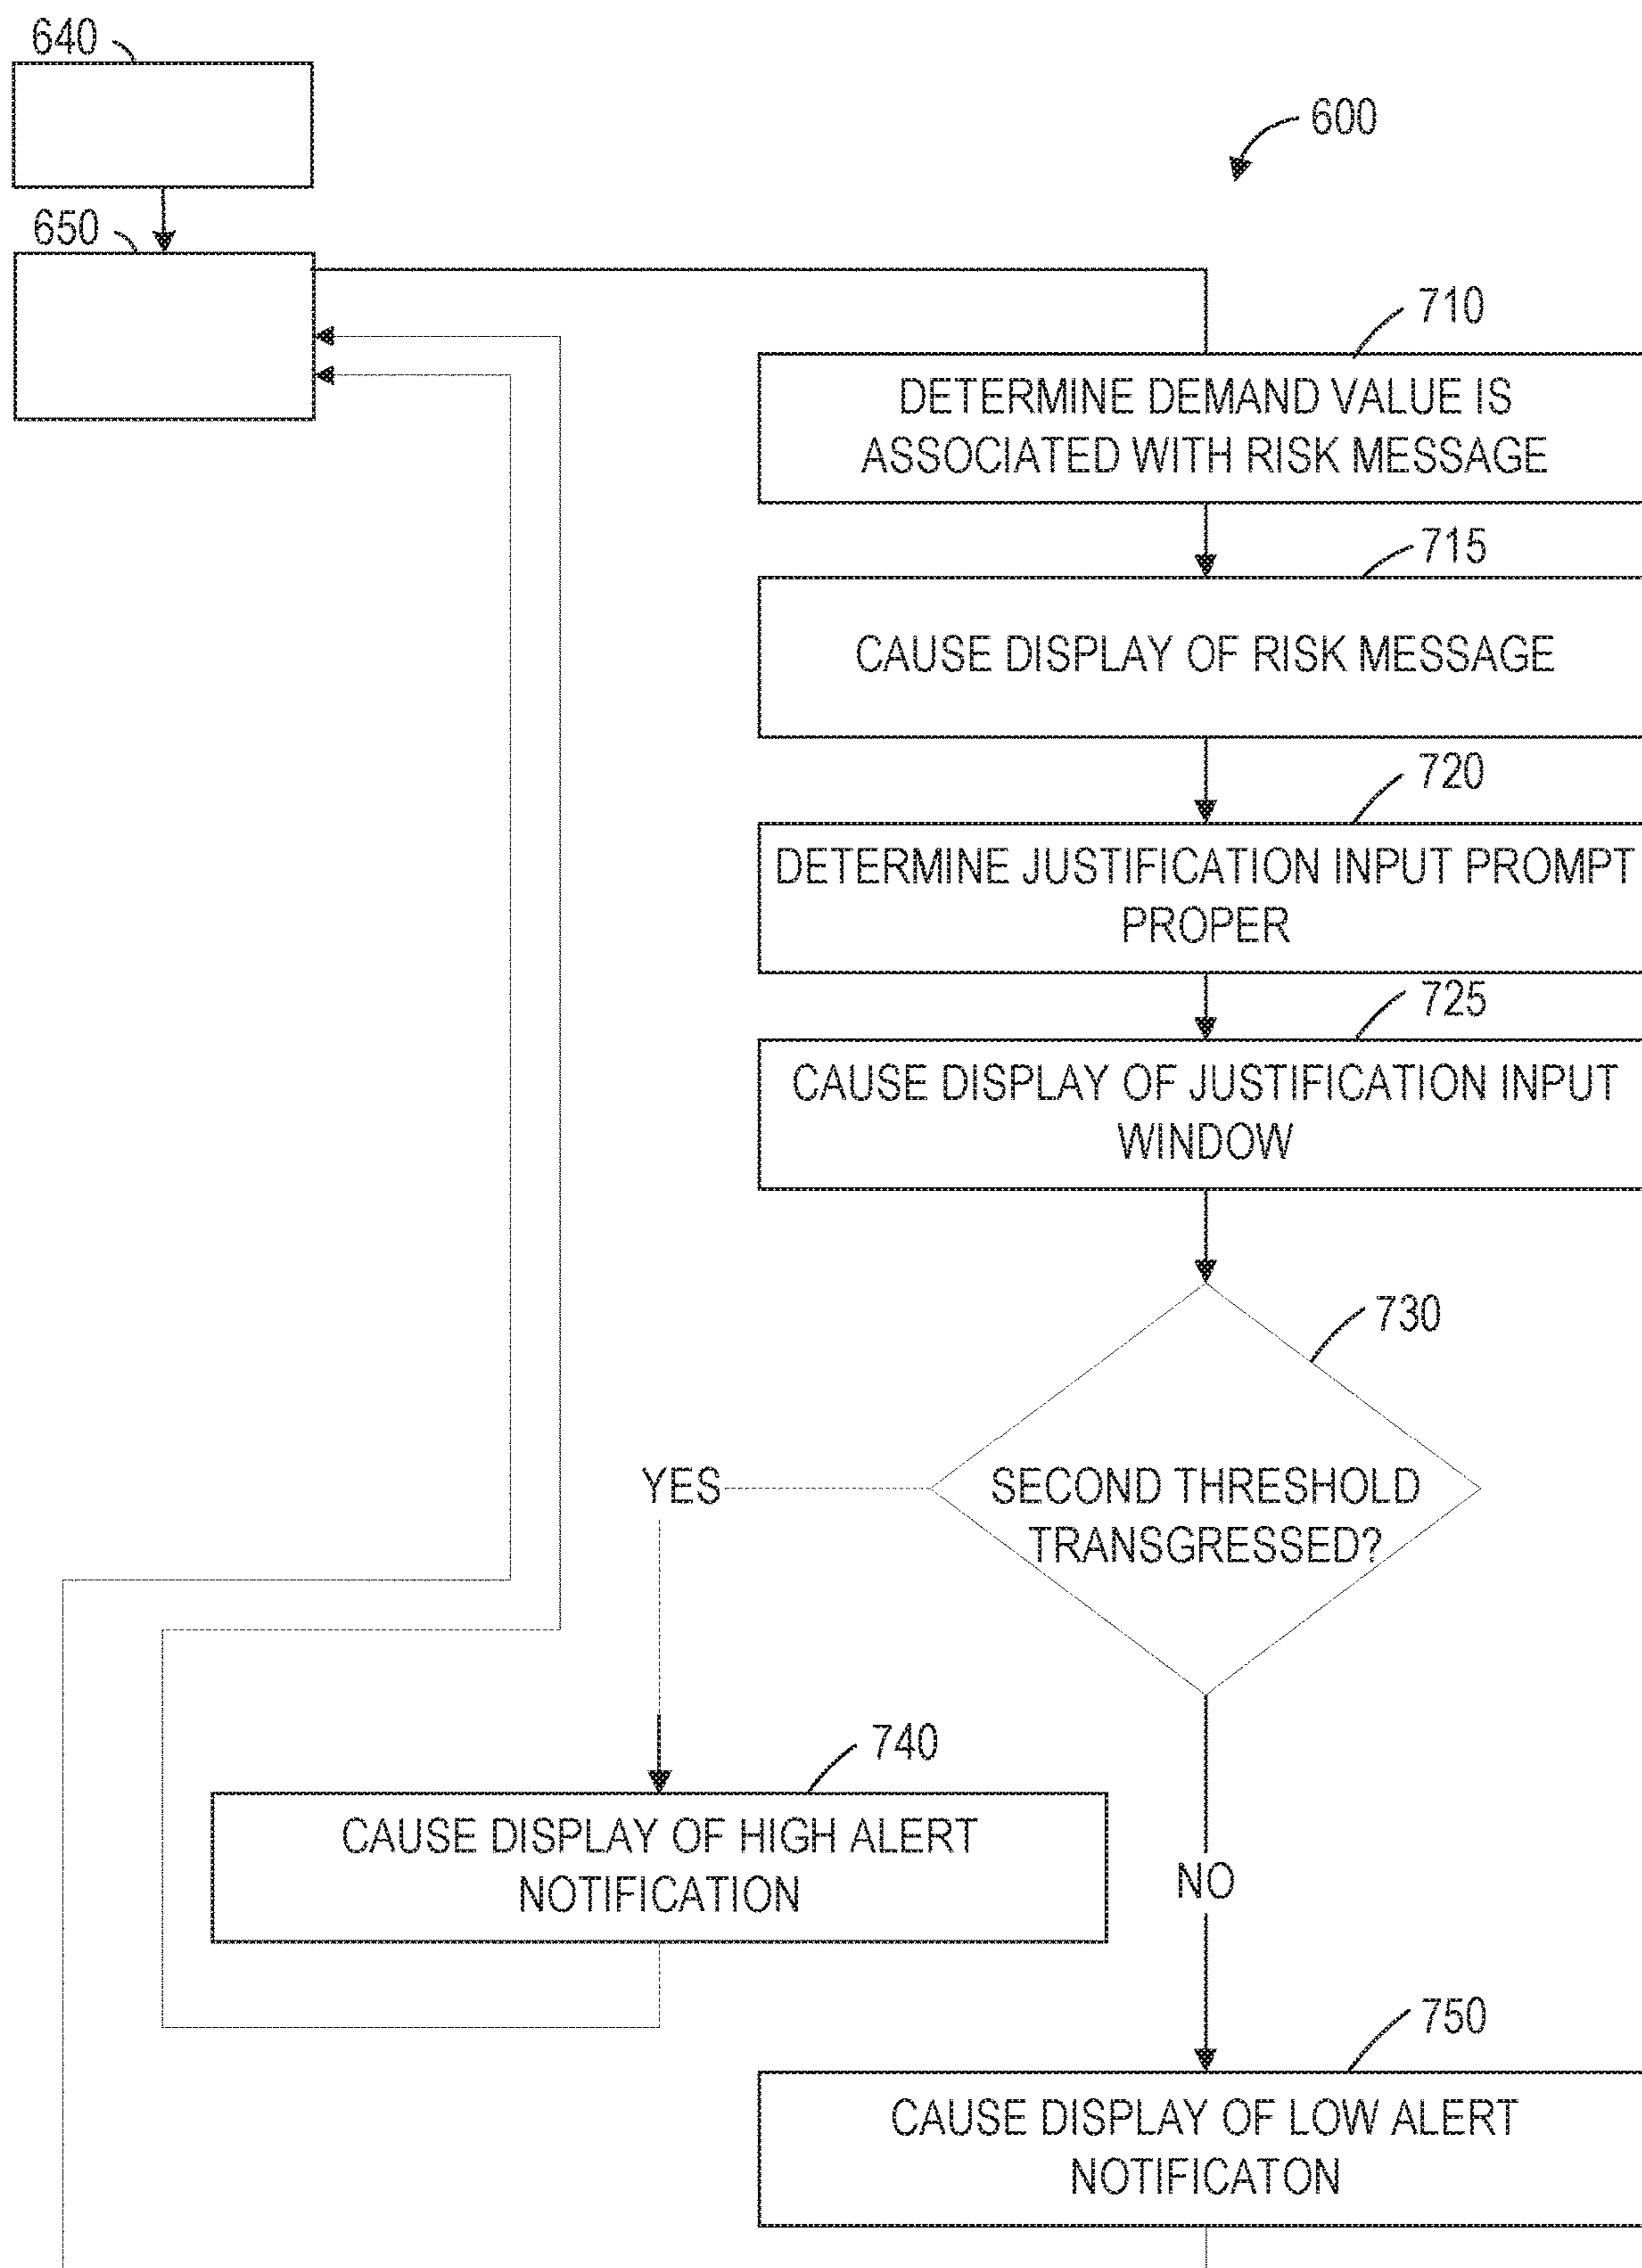 640
600
650
710
DETERMINE DEMAND VALUE IS
ASSOCIATED WITH RISK MESSAGE
715
CAUSE DISPLAY OF RISK MESSAGE
720
DETERMINE JUSTIFICATION INPUT PROMPT
PROPER
725
CAUSE DISPLAY OF JUSTIFICATION INPUT
WINDOW
730
YES
SECOND THRESHOLD
TRANSGRESSED?
740
CAUSE DISPLAY OF HIGH ALERT
NOTIFICATION
NO
750
CAUSE DISPLAY OF LOW ALERT
NOTIFICATON